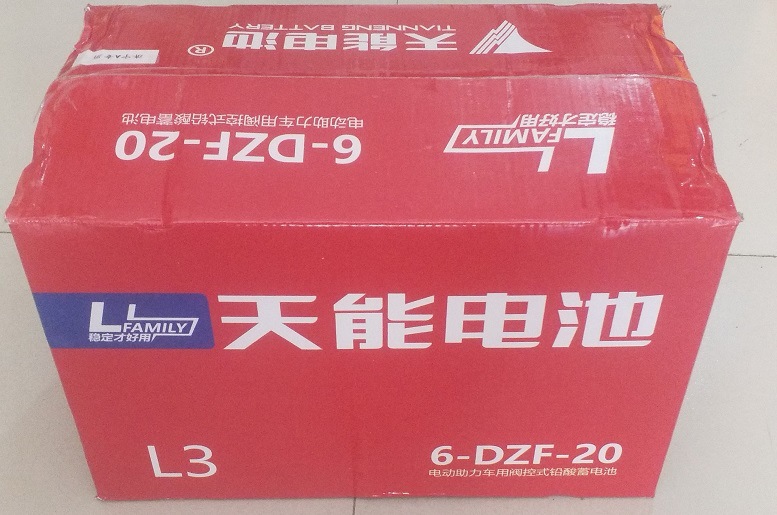 天能电池®
TIANNENG BATTERY
6-DZF-20
电动助力车用阀控式铅酸蓄电池
LL
FAMILY
稳定才好用!
LL
FAMILY
稳定才好用!
天能电池
L3
6-DZF-20
电动助力车用阀控式铅酸蓄电池